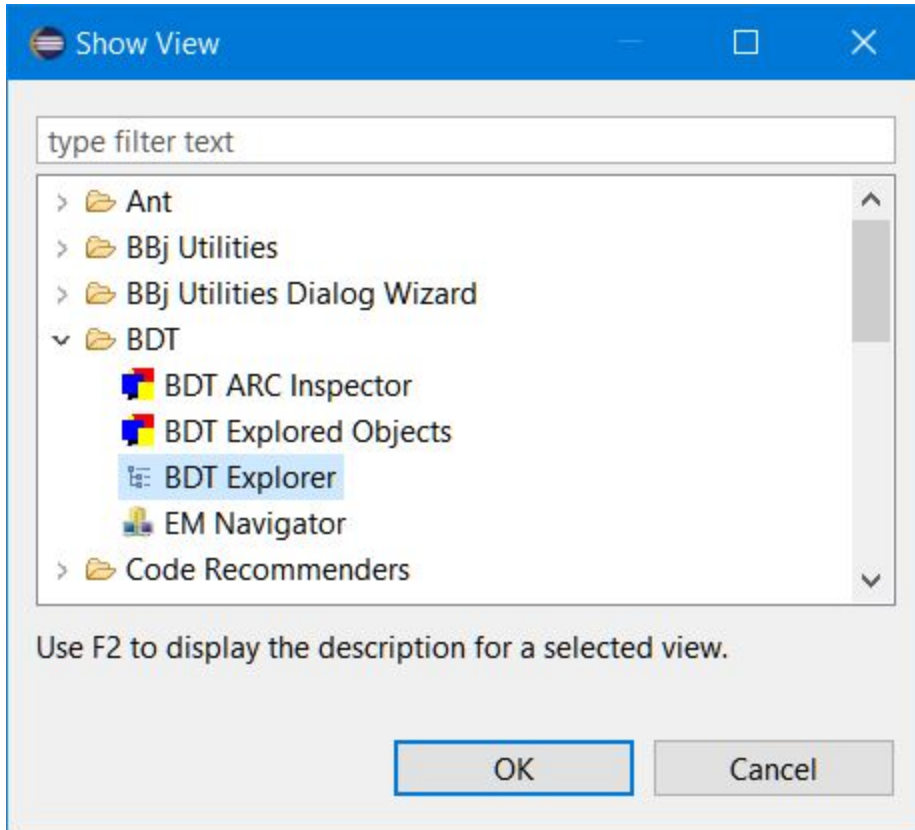 Show View
type filter text
Ant
BBj Utilities
BBj Utilities Dialog Wizard
BDT
BDT ARC Inspector
BDT Explored Objects
BDT Explorer
EM Navigator
Code Recommenders
Use F2 to display the description for a selected view.
OK Cancel